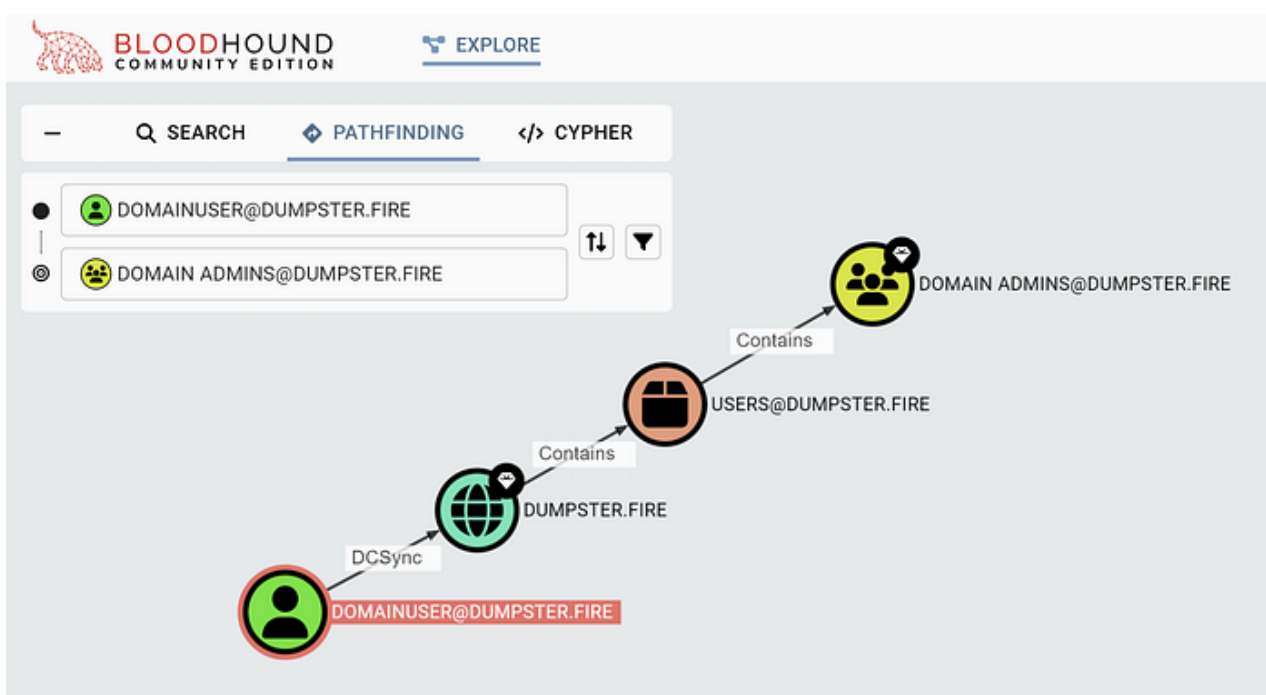 BLOODHOUND
COMMUNITY EDITION
EXPLORE
SEARCH
PATHFINDING
</> CYPHER
DOMAINUSER@DUMPSTER.FIRE
DOMAIN ADMINS@DUMPSTER.FIRE
DOMAIN ADMINS@DUMPSTER.FIRE
Contains
USERS@DUMPSTER.FIRE
Contains
DUMPSTER.FIRE
DCSync
DOMAINUSER@DUMPSTER.FIRE